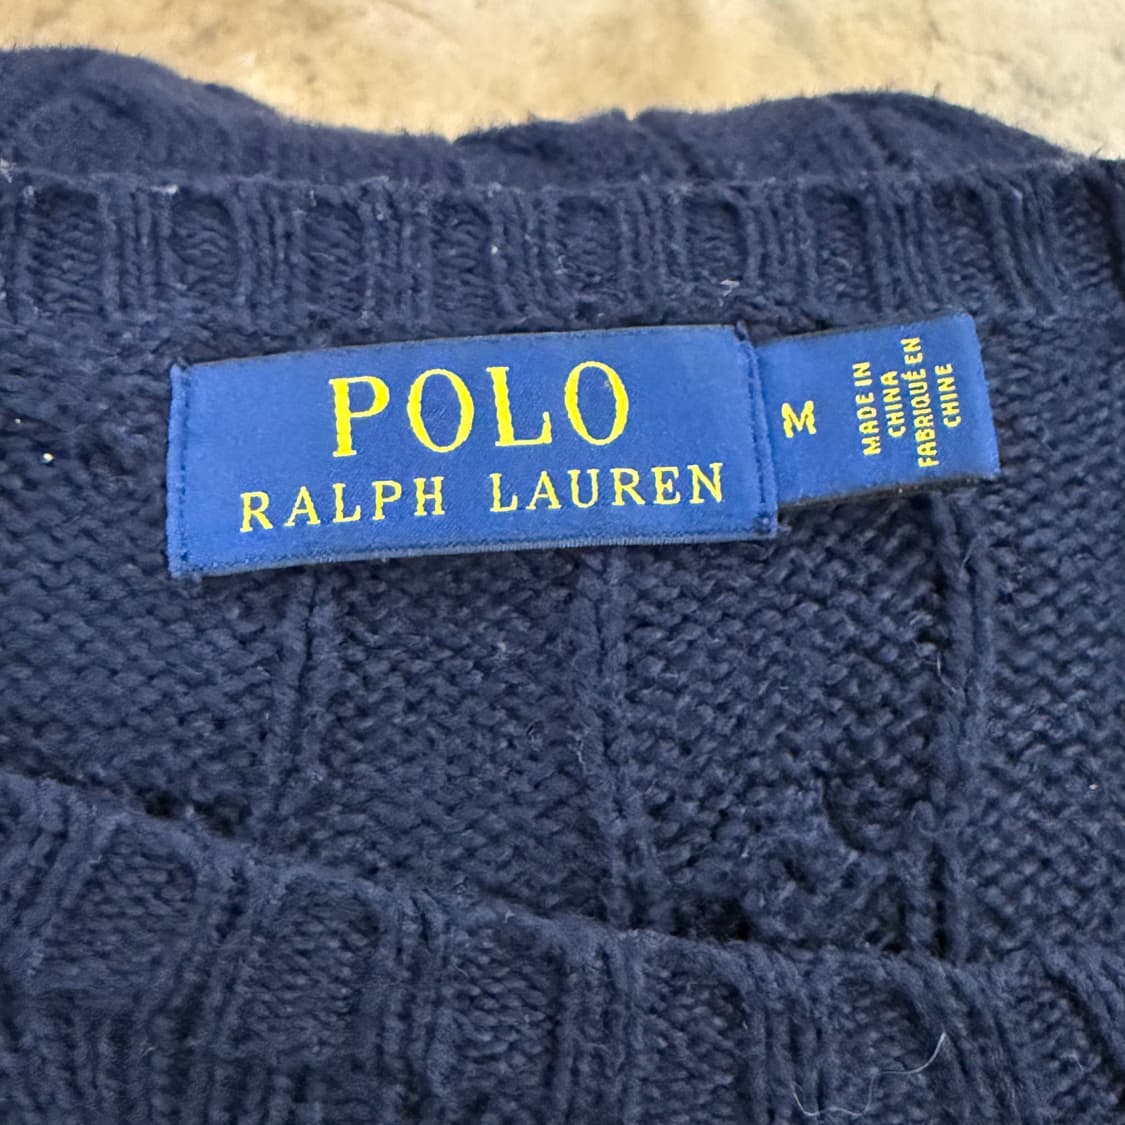 POLO
RALPH LAUREN
M
MADE IN
CHINA
FABRIQUÉ EN
CHINE